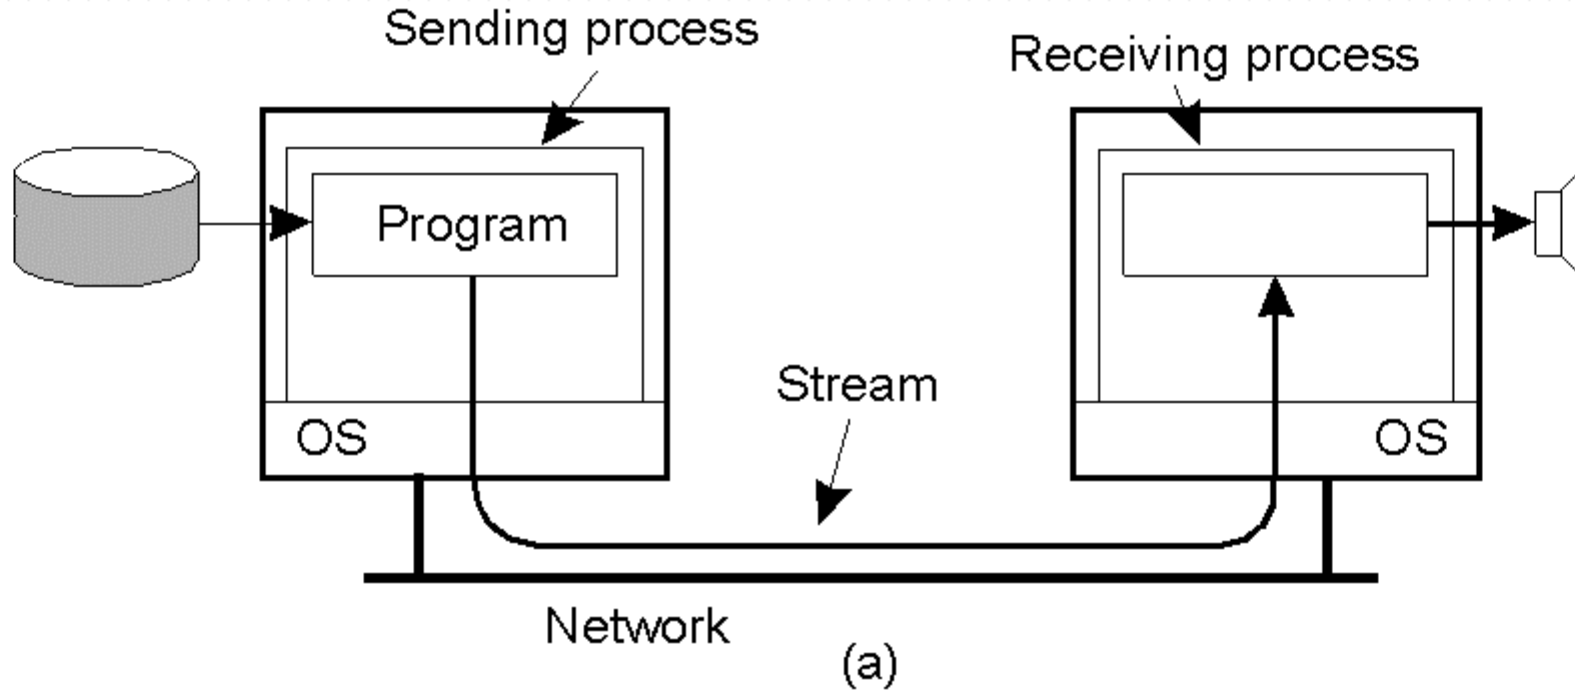 Sending process
Receiving process
Program
Stream
OS
OS
Network
(a)